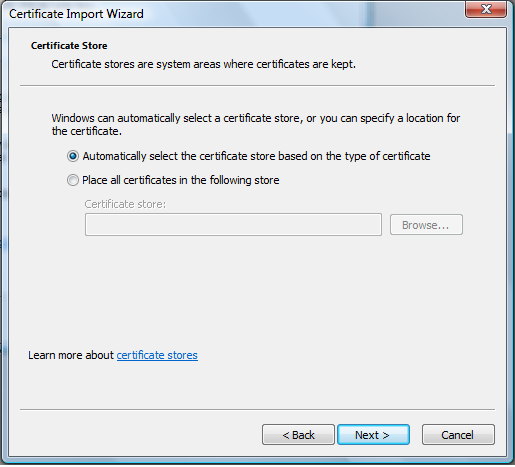 Certificate Import Wizard
Certificate Store
Certificate stores are system areas where certificates are kept.
Windows can automatically select a certificate store, or you can specify a location for
the certificate.
Automatically select the certificate store based on the type of certificate
Place all certificates in the following store
Certificate store:
Browse...
Learn more about certificate stores
< Back
Next >
Cancel